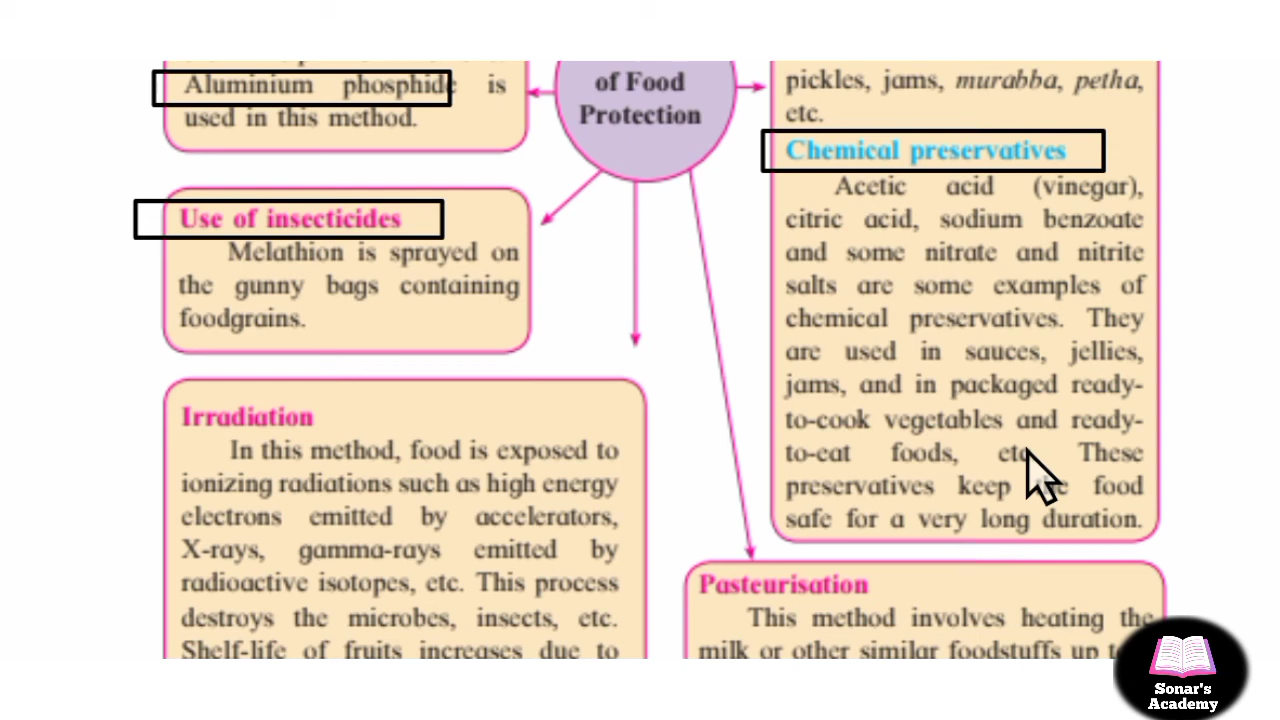 Aluminium phosphide is
used in this method.
of Food
Protection
pickles, jams, murabba, petha,
etc.
Chemical preservatives
Acetic acid (vinegar),
citric acid, sodium benzoate
and some nitrate and nitrite
salts are some examples of
chemical preservatives. They
are used in sauces, jellies,
jams, and in packaged ready-
to-cook vegetables and ready-
to-eat foods, etc. These
preservatives keep the food
safe for a very long duration.
Use of insecticides
Melathion is sprayed on
the gunny bags containing
foodgrains.
Irradiation
In this method, food is exposed to
ionizing radiations such as high energy
electrons emitted by accelerators,
X-rays, gamma-rays emitted by
radioactive isotopes, etc. This process
destroys the microbes, insects, etc.
Shelf-life of fruits increases due to
Pasteurisation
This method involves heating the
milk or other similar foodstuffs up
Sonar's
Academy